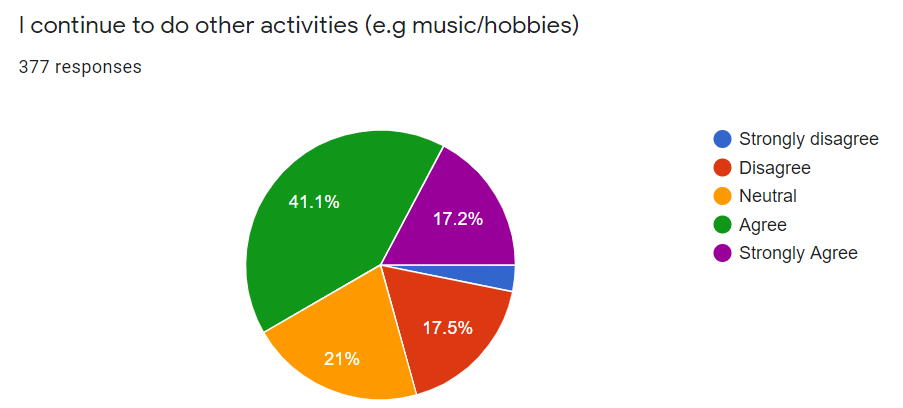 I continue to do other activities (e.g music/hobbies)
377 responses
Strongly disagree
Disagree
Neutral
Agree
Strongly Agree
41.1%
17.2%
17.5%
21%